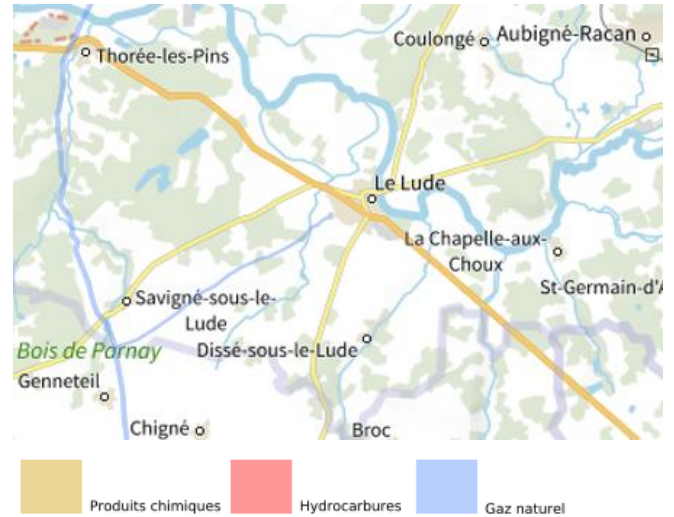 Coulongé
Aubigné-Racan
Thorée-les-Pins
Le Lude
La Chapelle-aux-
Choux
St-Germain-d'A
Savigné-sous-le-
Lude
Bois de Parnay
Dissé-sous-le-Lude
Genneteil
Chigné
Broc
Produits chimiques
Hydrocarbures
Gaz naturel